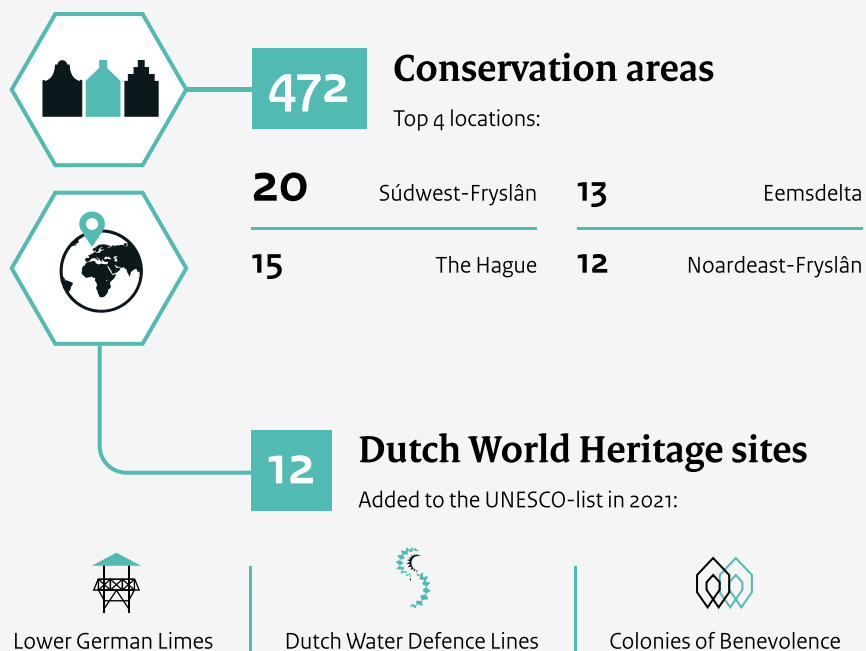 472
Conservation areas
Top 4 locations:
20 Súdwest-Fryslân
13 Eemsdelta
15 The Hague
12 Noardeast-Fryslân
12
Dutch World Heritage sites
Added to the UNESCO-list in 2021:
Lower German Limes
Dutch Water Defence Lines
Colonies of Benevolence